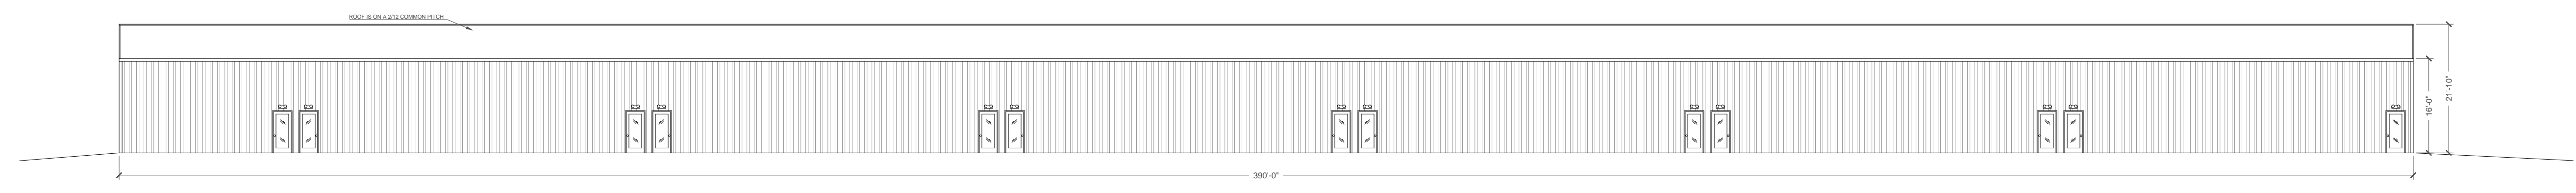 ROOF IS ON A 2/12 COMMON PITCH
21'-10"
16'-0"
390'-0"